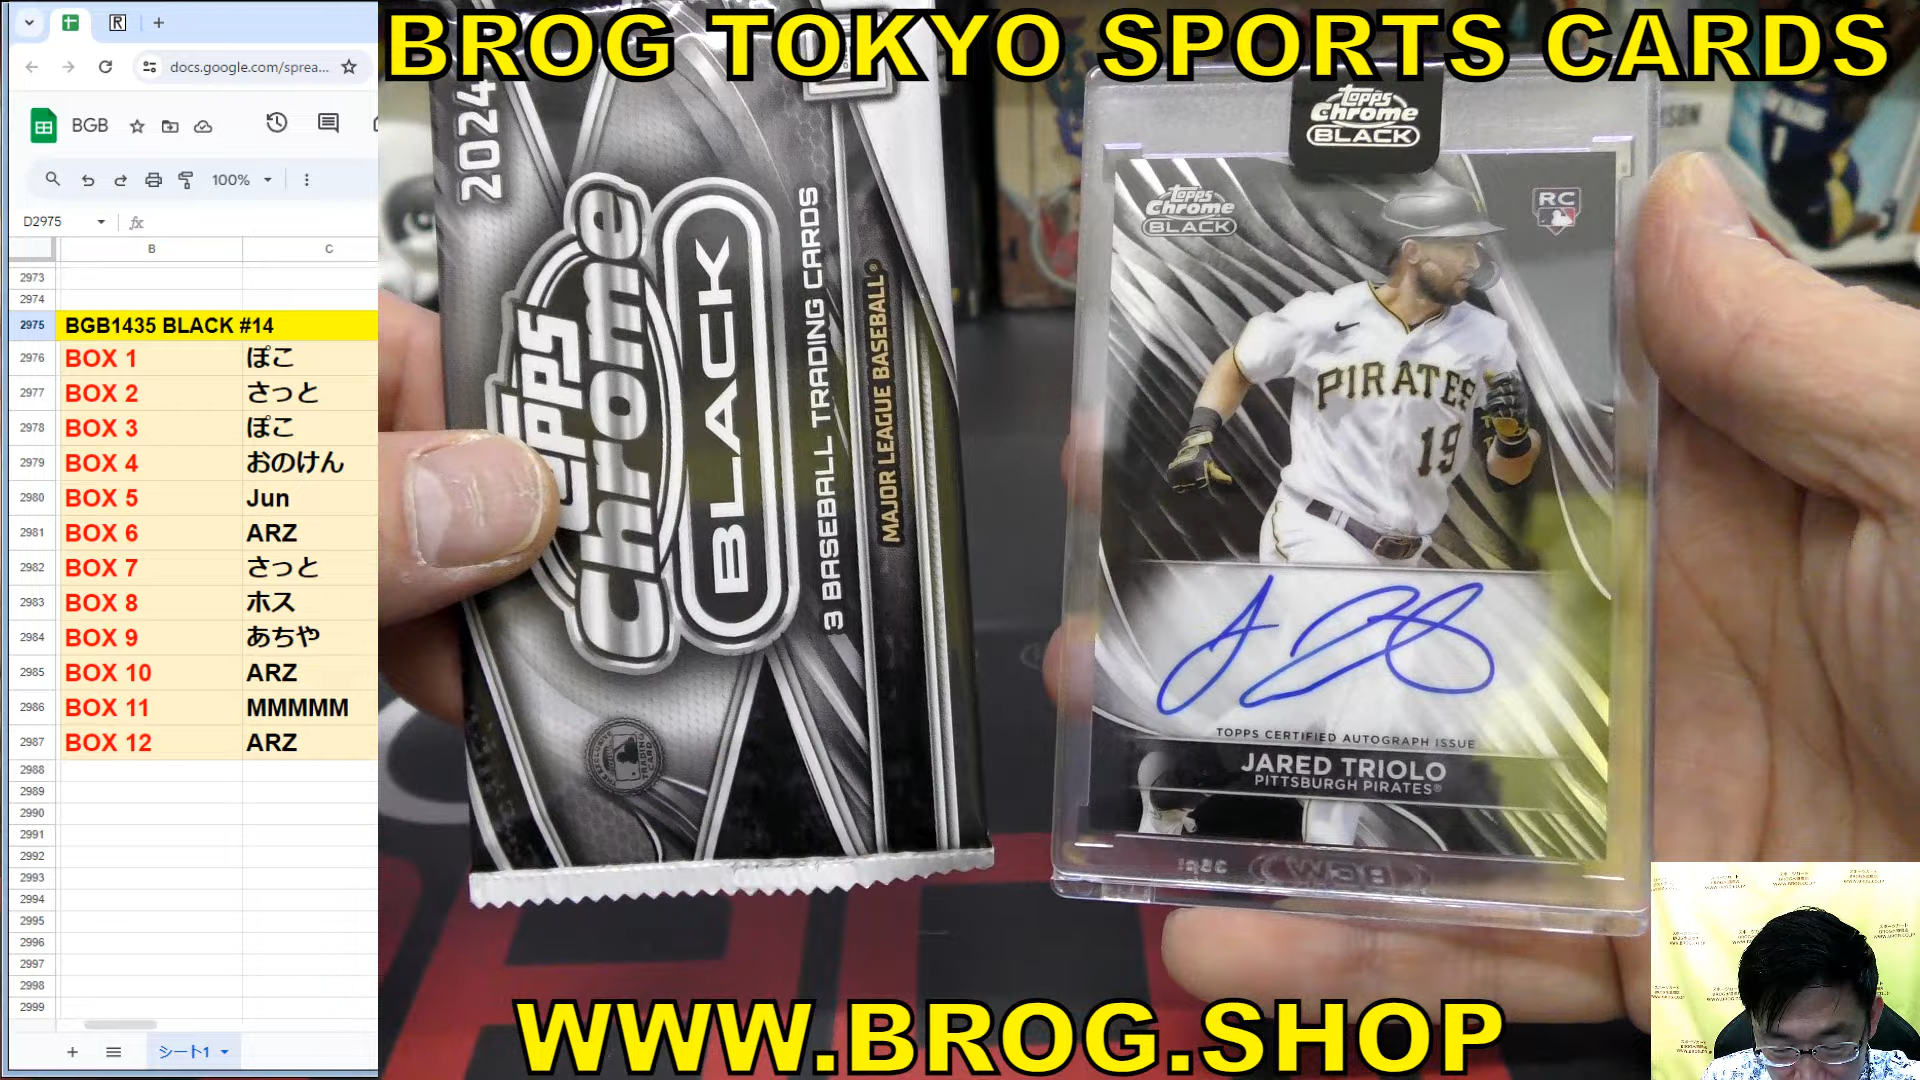 BROG TOKYO SPORTS CARDS
docs.google.com/sprea...
BGB
100%
D2975
fx
B C
2973
2974
2975 BGB1435 BLACK #14
2976 BOX 1 ぽこ
2977 BOX 2 さっと
2978 BOX 3 ぽこ
2979 BOX 4 おのけん
2980 BOX 5 Jun
2981 BOX 6 ARZ
2982 BOX 7 さっと
2983 BOX 8 ホス
2984 BOX 9 あちや
2985 BOX 10 ARZ
2986 BOX 11 MMMMM
2987 BOX 12 ARZ
2988
2989
2990
2991
2992
2993
2994
2995
2996
2997
2998
2999
シート1
2024
Topps
Chrome
BLACK
3 BASEBALL TRADING CARDS
MAJOR LEAGUE BASEBALL®
Topps
Chrome
BLACK
Topps
Chrome
BLACK
RC
PIRATES
19
TOPPS CERTIFIED AUTOGRAPH ISSUE
JARED TRIOLO
PITTSBURGH PIRATES®
WWW.BROG.SHOP